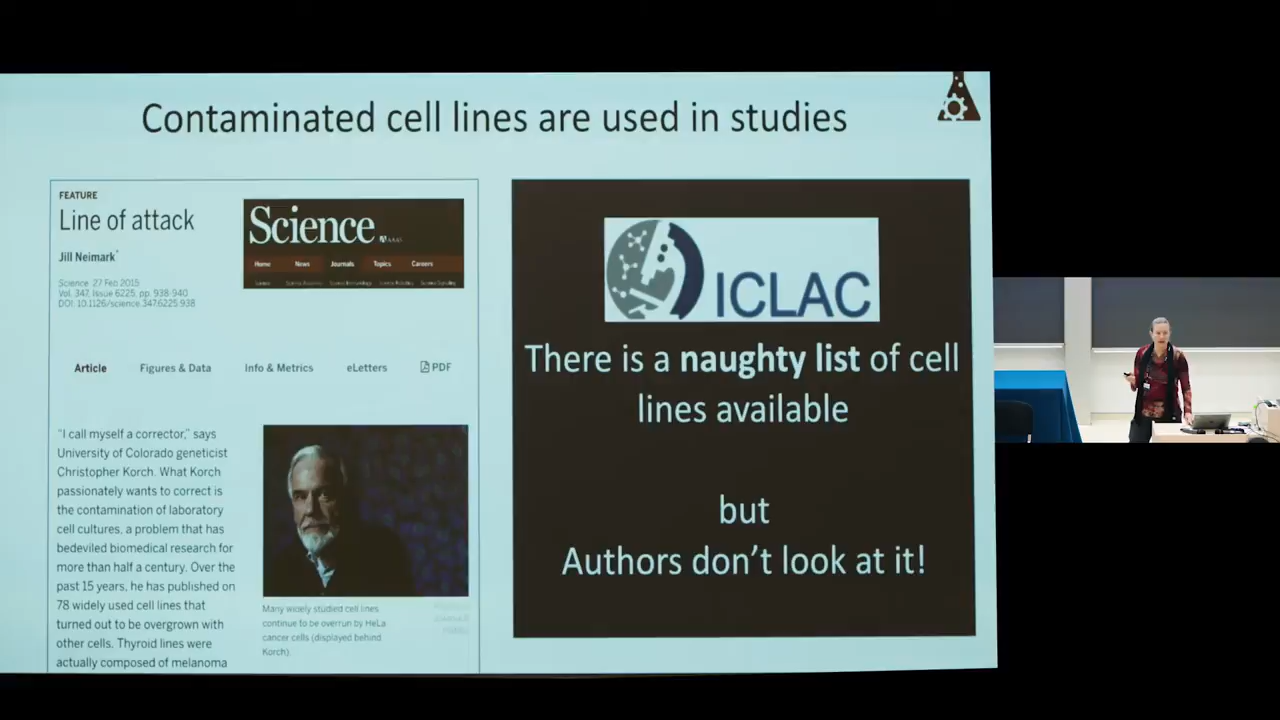 Contaminated cell lines are used in studies
FEATURE
Line of attack
Jill Neimark*
Science 27 Feb 2015
Vol. 347, Issue 6225, pp. 938-940
DOI: 10.1126/science.347.6225.938
Science
AAAS
Home News Journals Topics Careers
Article Figures & Data Info & Metrics eLetters PDF
“I call myself a corrector,” says
University of Colorado geneticist
Christopher Korch. What Korch
passionately wants to correct is
the contamination of laboratory
cell cultures, a problem that has
bedeviled biomedical research for
more than half a century. Over the
past 15 years, he has published on
78 widely used cell lines that
turned out to be overgrown with
other cells. Thyroid lines were
actually composed of melanoma
Many widely studied cell lines
continue to be overrun by HeLa
cancer cells (displayed behind
Korch).
ICLAC
There is a naughty list of cell
lines available
but
Authors don’t look at it!